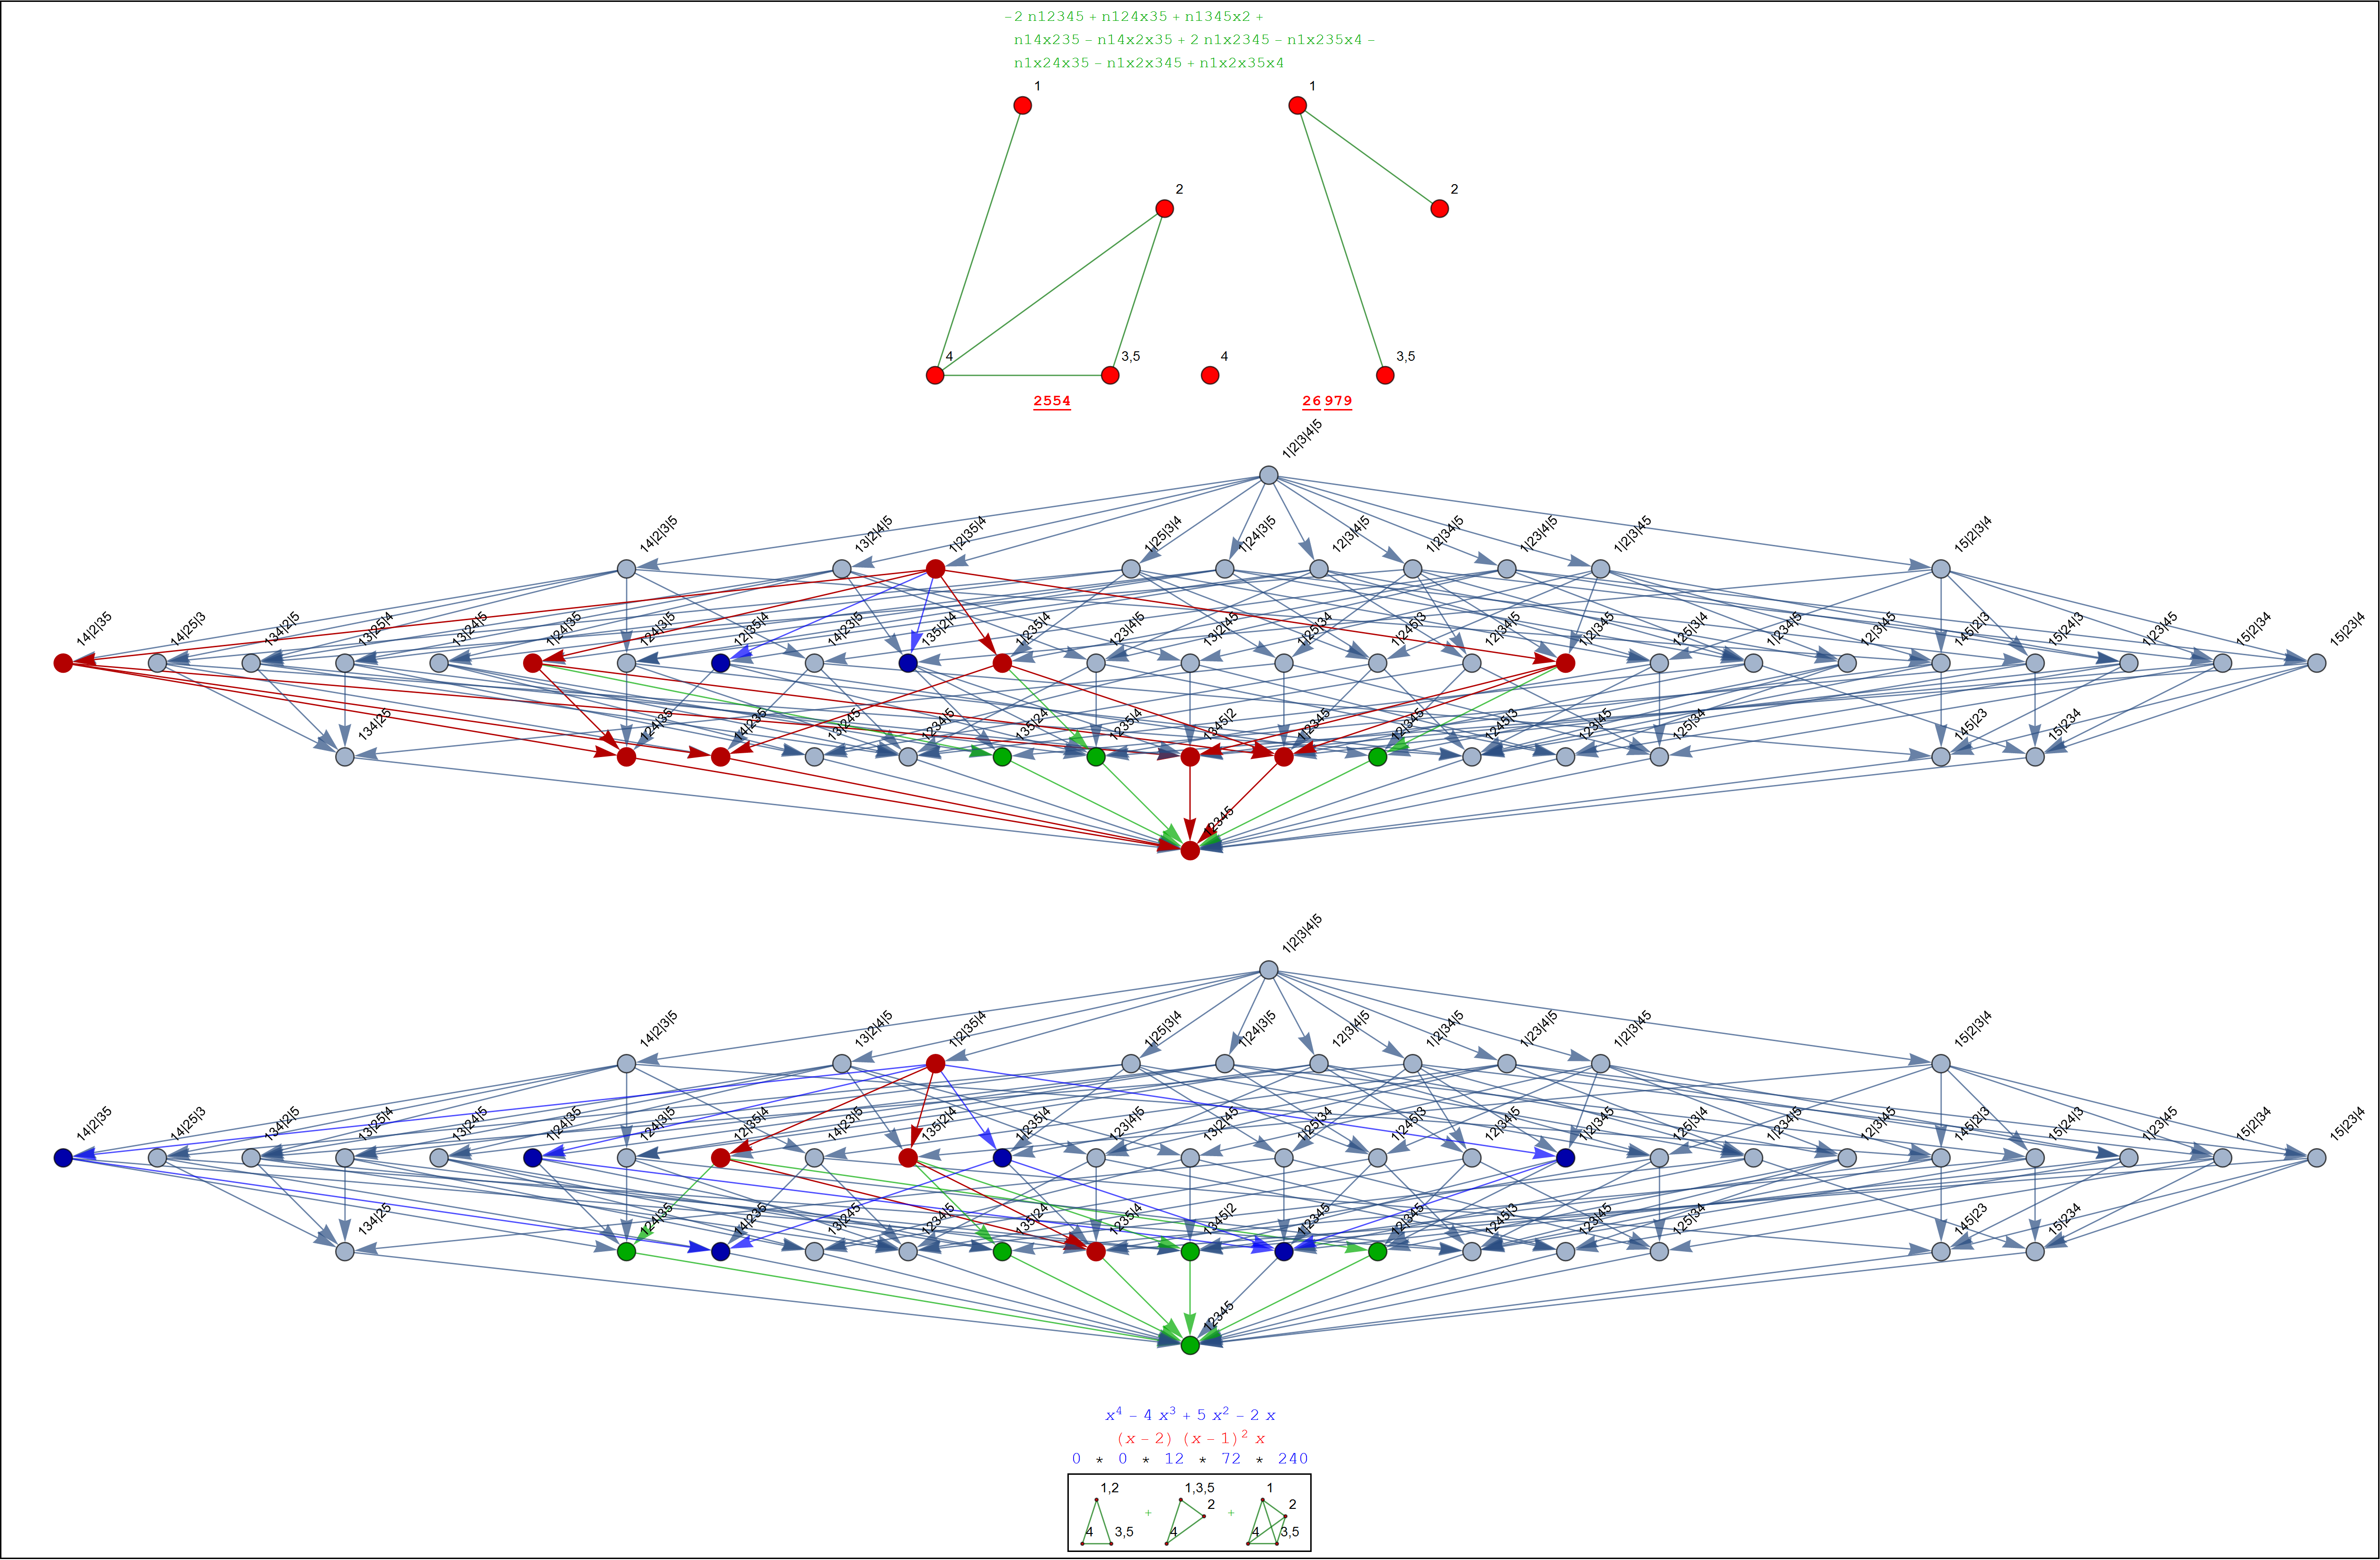 −2 n12345 + n124x35 + n1345x2 +
n14x235 − n14x2x35 + 2 n1x2345 − n1x235x4 −
n1x24x35 − n1x2x345 + n1x2x35x4
1 1
2 2
4 3,5 4 3,5
2554 26 979
1|2|3|4|5
14|2|3|5 13|2|4|5 1|2|35|4 1|25|3|4 1|24|3|5 12|3|4|5 1|2|34|5 1|23|4|5 1|2|3|45 15|2|3|4
14|2|35 14|25|3 134|2|5 13|25|4 13|24|5 1|24|35 124|3|5 12|35|4 14|23|5 135|2|4 1|235|4 123|4|5 13|2|45 1|25|34 1|245|3 12|34|5 1|2|345 125|3|4 1|234|5 12|3|45 145|2|3 15|24|3 1|23|45 15|2|34 15|23|4
134|25 124|35 14|235 13|245 1234|5 135|24 1235|4 1345|2 1|2345 12|345 1245|3 123|45 125|34 145|23 15|234
12345
1|2|3|4|5
14|2|3|5 13|2|4|5 1|2|35|4 1|25|3|4 1|24|3|5 12|3|4|5 1|2|34|5 1|23|4|5 1|2|3|45 15|2|3|4
14|2|35 14|25|3 134|2|5 13|25|4 13|24|5 1|24|35 124|3|5 12|35|4 14|23|5 135|2|4 1|235|4 123|4|5 13|2|45 1|25|34 1|245|3 12|34|5 1|2|345 125|3|4 1|234|5 12|3|45 145|2|3 15|24|3 1|23|45 15|2|34 15|23|4
134|25 124|35 14|235 13|245 1234|5 135|24 1235|4 1345|2 1|2345 12|345 1245|3 123|45 125|34 145|23 15|234
12345
x⁴ − 4 x³ + 5 x² − 2 x
(x − 2) (x − 1)² x
0 * 0 * 12 * 72 * 240
1,2 1,3,5 1
+ 2 + 2
4 3,5 4 4 3,5